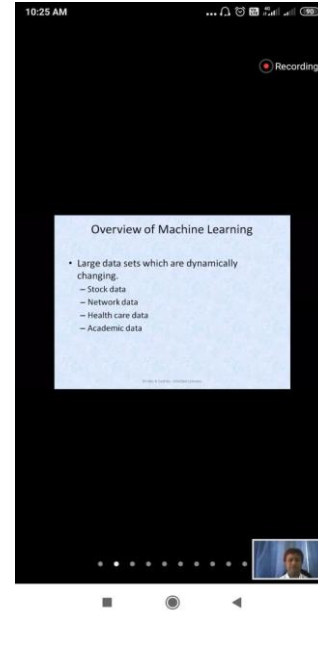 10:25 AM
Recording
Overview of Machine Learning
• Large data sets which are dynamically
changing.
– Stock data
– Network data
– Health care data
– Academic data